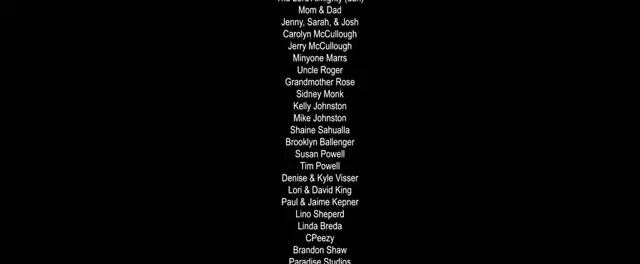 Mom & Dad
Jenny, Sarah, & Josh
Carolyn McCullough
Jerry McCullough
Minyone Marrs
Uncle Roger
Grandmother Rose
Sidney Monk
Kelly Johnston
Mike Johnston
Shaine Sahualla
Brooklyn Ballenger
Susan Powell
Tim Powell
Denise & Kyle Visser
Lori & David King
Paul & Jaime Kepner
Lino Sheperd
Linda Breda
CPeezy
Brandon Shaw
Paradise Studios